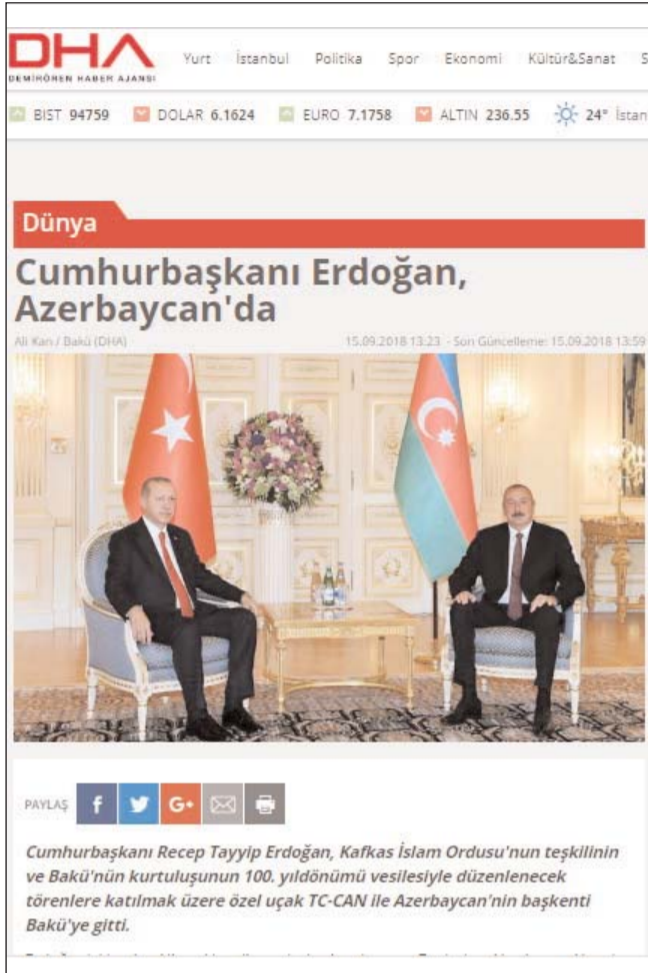 DHA
DEMİRÖREN HABER AJANSI
Yurt İstanbul Politika Spor Ekonomi Kültür&Sanat S
BIST 94759 DOLAR 6.1624 EURO 7.1758 ALTIN 236.55 24° İstan
Dünya
Cumhurbaşkanı Erdoğan,
Azerbaycan'da
Ali Kan / Bakü (DHA) 15.09.2018 13:23 - Son Güncelleme: 15.09.2018 13:59
PAYLAŞ f G+
Cumhurbaşkanı Recep Tayyip Erdoğan, Kafkas İslam Ordusu'nun teşkilinin
ve Bakü'nün kurtuluşunun 100. yıldönümü vesilesiyle düzenlenecek
törenlere katılmak üzere özel uçak TC-CAN ile Azerbaycan'nin başkenti
Bakü'ye gitti.